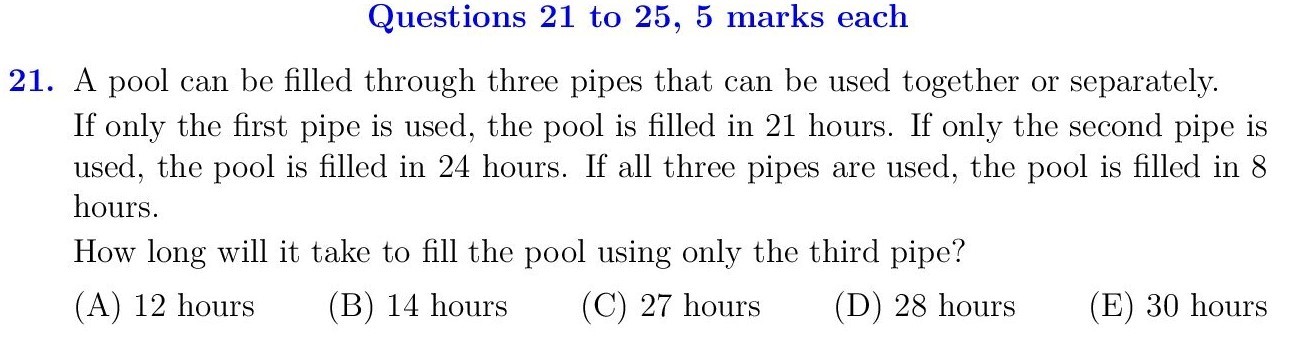 Questions 21 to 25, 5 marks each
21. A pool can be filled through three pipes that can be used together or separately.
If only the first pipe is used, the pool is filled in 21 hours. If only the second pipe is
used, the pool is filled in 24 hours. If all three pipes are used, the pool is filled in 8
hours.
How long will it take to fill the pool using only the third pipe?
(A) 12 hours (B) 14 hours (C) 27 hours (D) 28 hours (E) 30 hours